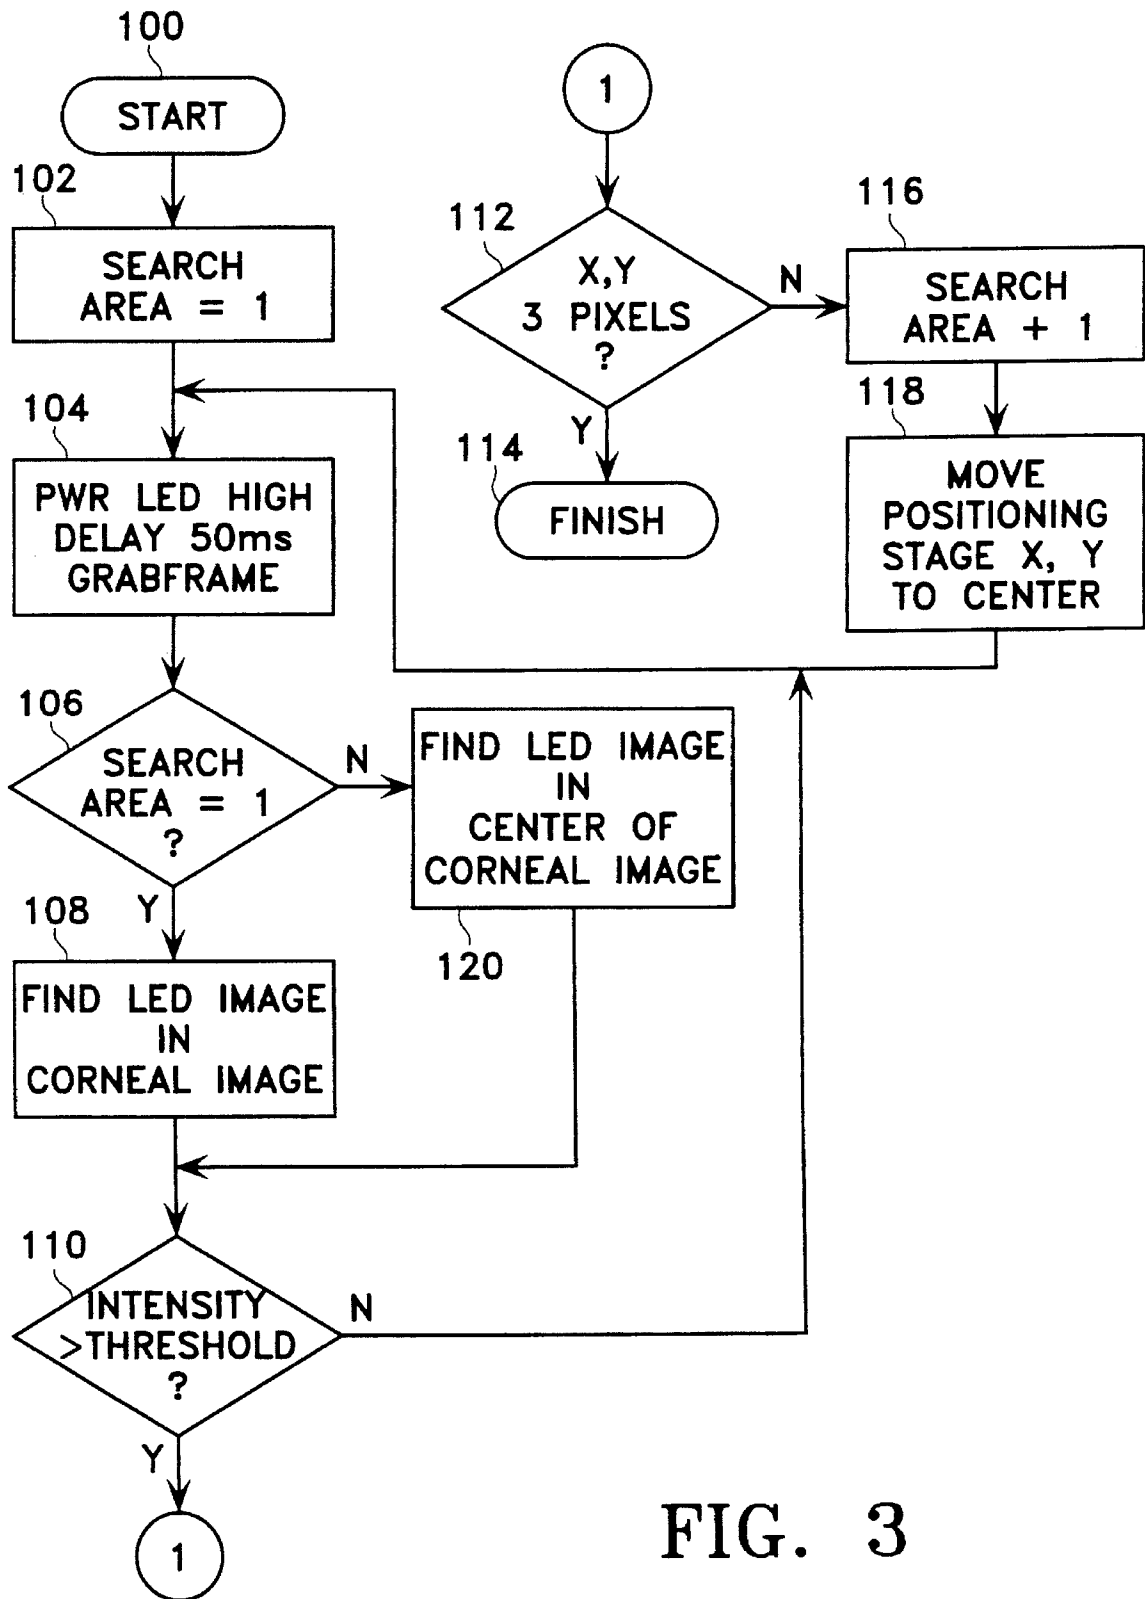 100
START
102
SEARCH
AREA = 1
104
PWR LED HIGH
DELAY 50ms
GRABFRAME
106
SEARCH
AREA = 1
?
N
Y
FIND LED IMAGE
IN
CENTER OF
CORNEAL IMAGE
120
108
FIND LED IMAGE
IN
CORNEAL IMAGE
110
INTENSITY
>THRESHOLD
?
N
Y
1
1
112
X,Y
3 PIXELS
?
N
Y
114
FINISH
116
SEARCH
AREA + 1
118
MOVE
POSITIONING
STAGE X, Y
TO CENTER
FIG. 3